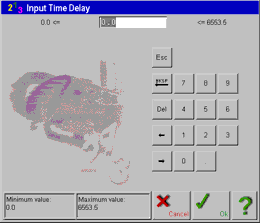 2 1 3 Input Time Delay
0.0 <= 0.0 <= 6553.5
Esc
BKSP 7 8 9
Del 4 5 6
← 1 2 3
→ 0 .
Minimum value: Maximum value:
0.0 6553.5
Cancel Ok ?